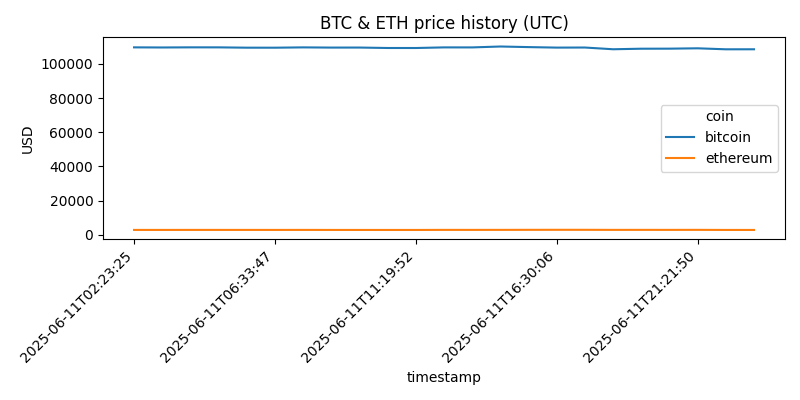 BTC & ETH price history (UTC)
100000
80000
60000
40000
20000
0
USD
coin
bitcoin
ethereum
2025-06-11T02:23:25
2025-06-11T06:33:47
2025-06-11T11:19:52
2025-06-11T16:30:06
2025-06-11T21:21:50
timestamp